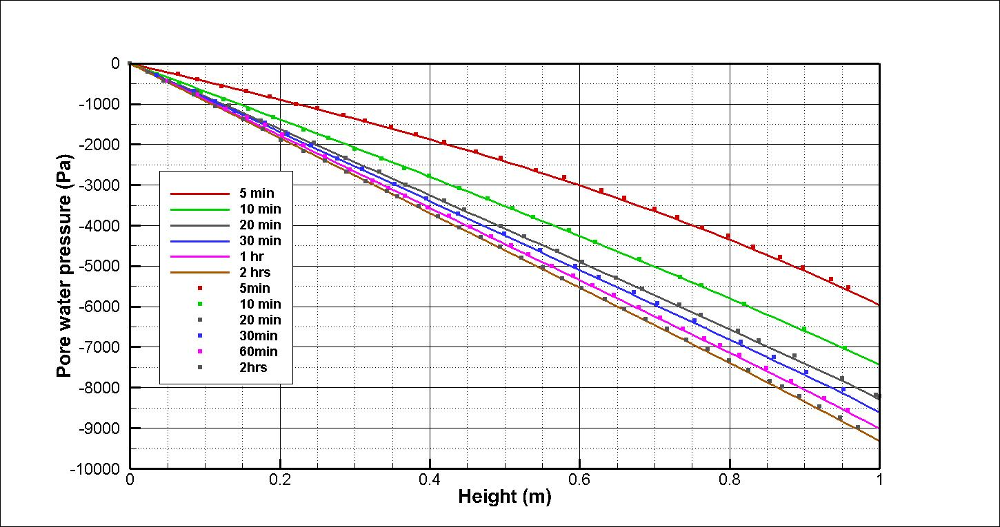 0
-1000
-2000
-3000
-4000
-5000
-6000
-7000
-8000
-9000
-10000
Pore water pressure (Pa)
5 min
10 min
20 min
30 min
1 hr
2 hrs
5min
10 min
20 min
30min
60min
2hrs
0 0.2 0.4 0.6 0.8 1
Height (m)